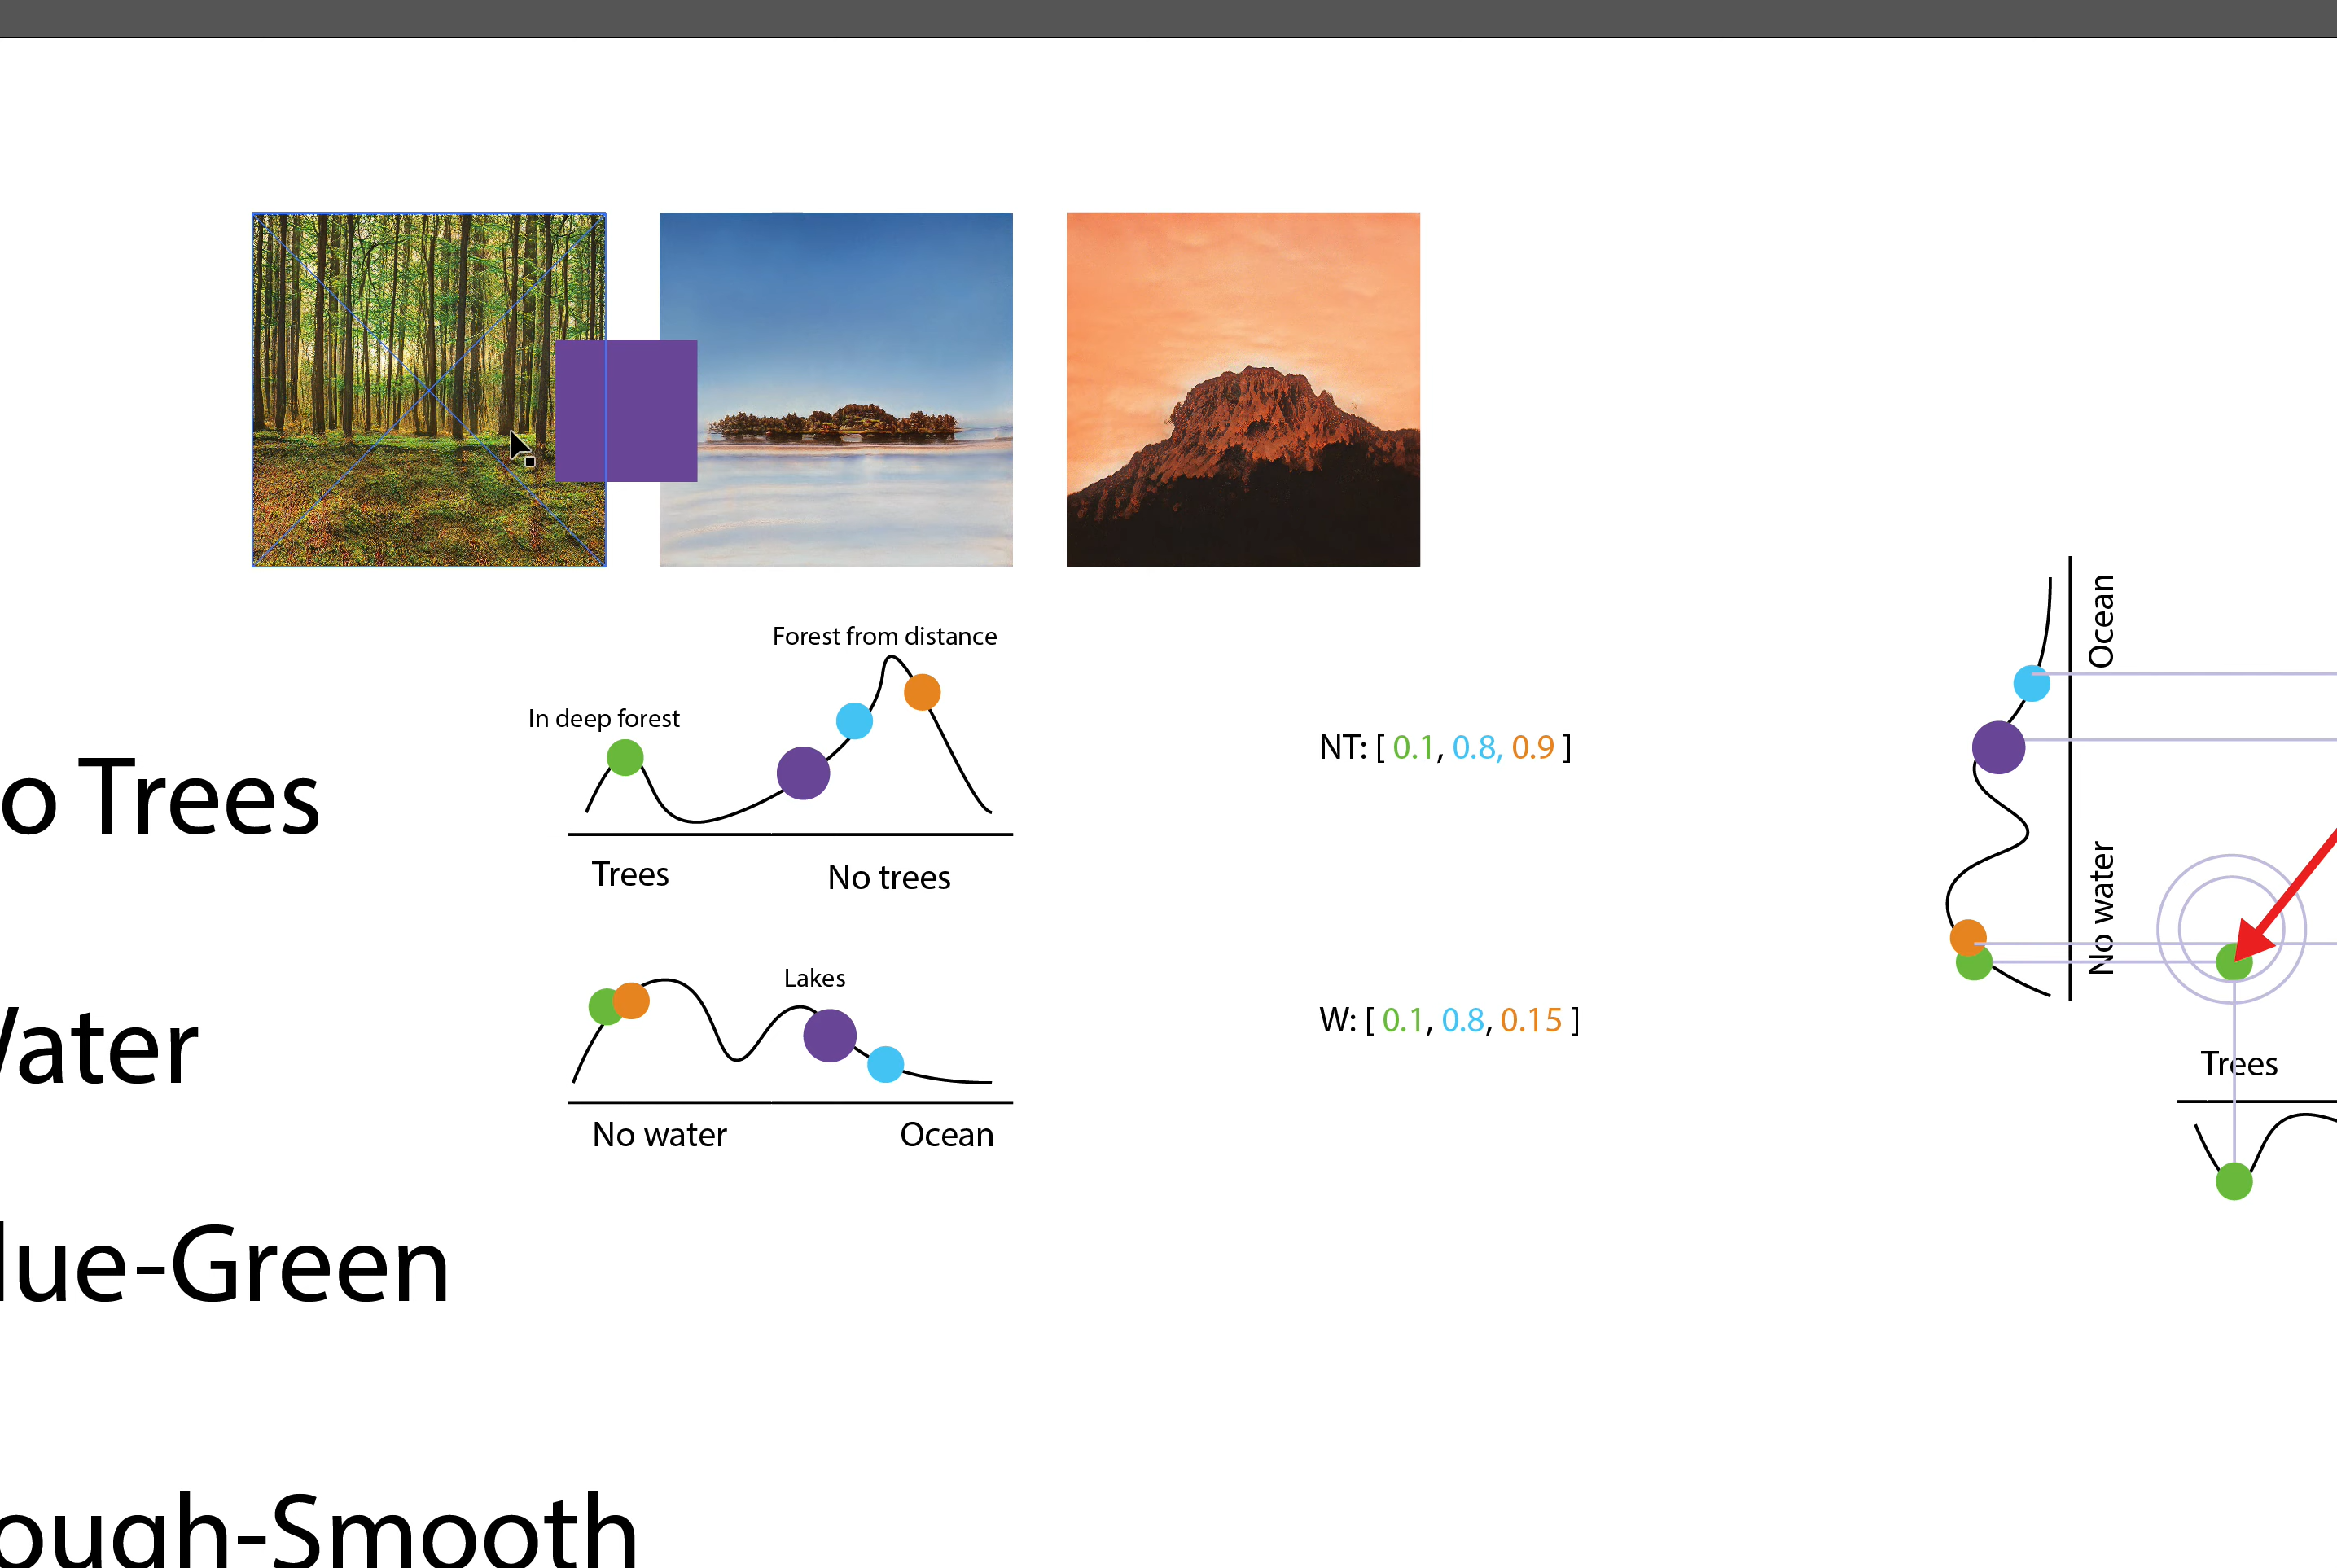 Forest from distance
In deep forest
o Trees
Trees
No trees
NT: [ 0.1, 0.8, 0.9 ]
Lakes
Water
No water
Ocean
W: [ 0.1, 0.8, 0.15 ]
lue-Green
ough-Smooth
Ocean
No water
Trees